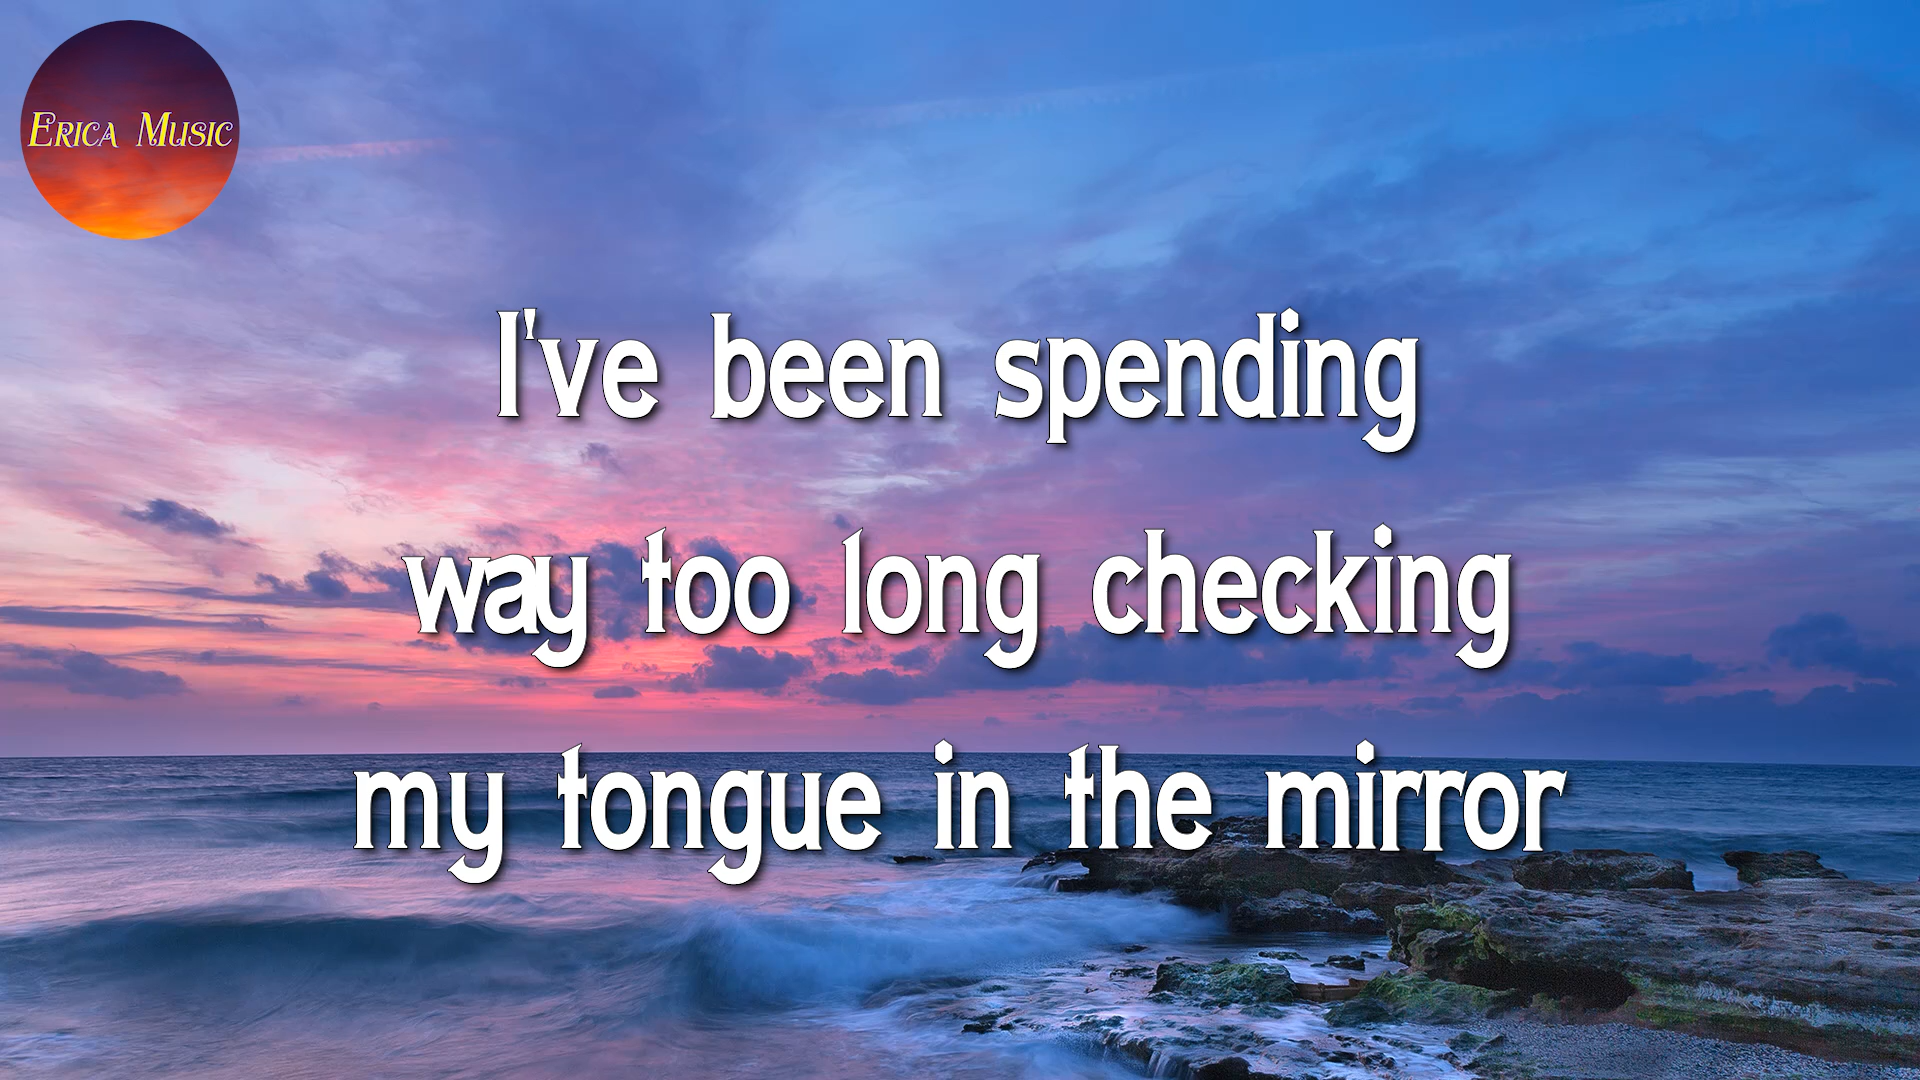 Erica Music
I've been spending
way too long checking
my tongue in the mirror